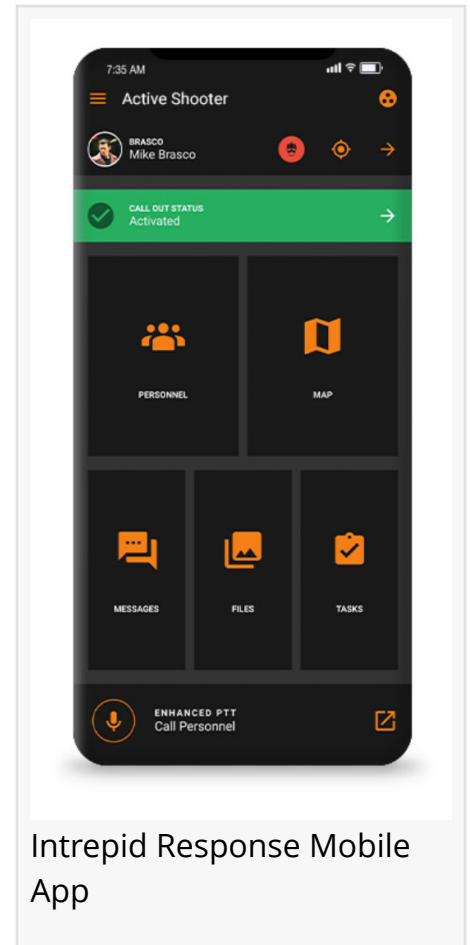 7:35 AM
Active Shooter
BRASCO
Mike Brasco
CALL OUT STATUS
Activated
PERSONNEL
MAP
MESSAGES
FILES
TASKS
ENHANCED PTT
Call Personnel
Intrepid Response Mobile
App